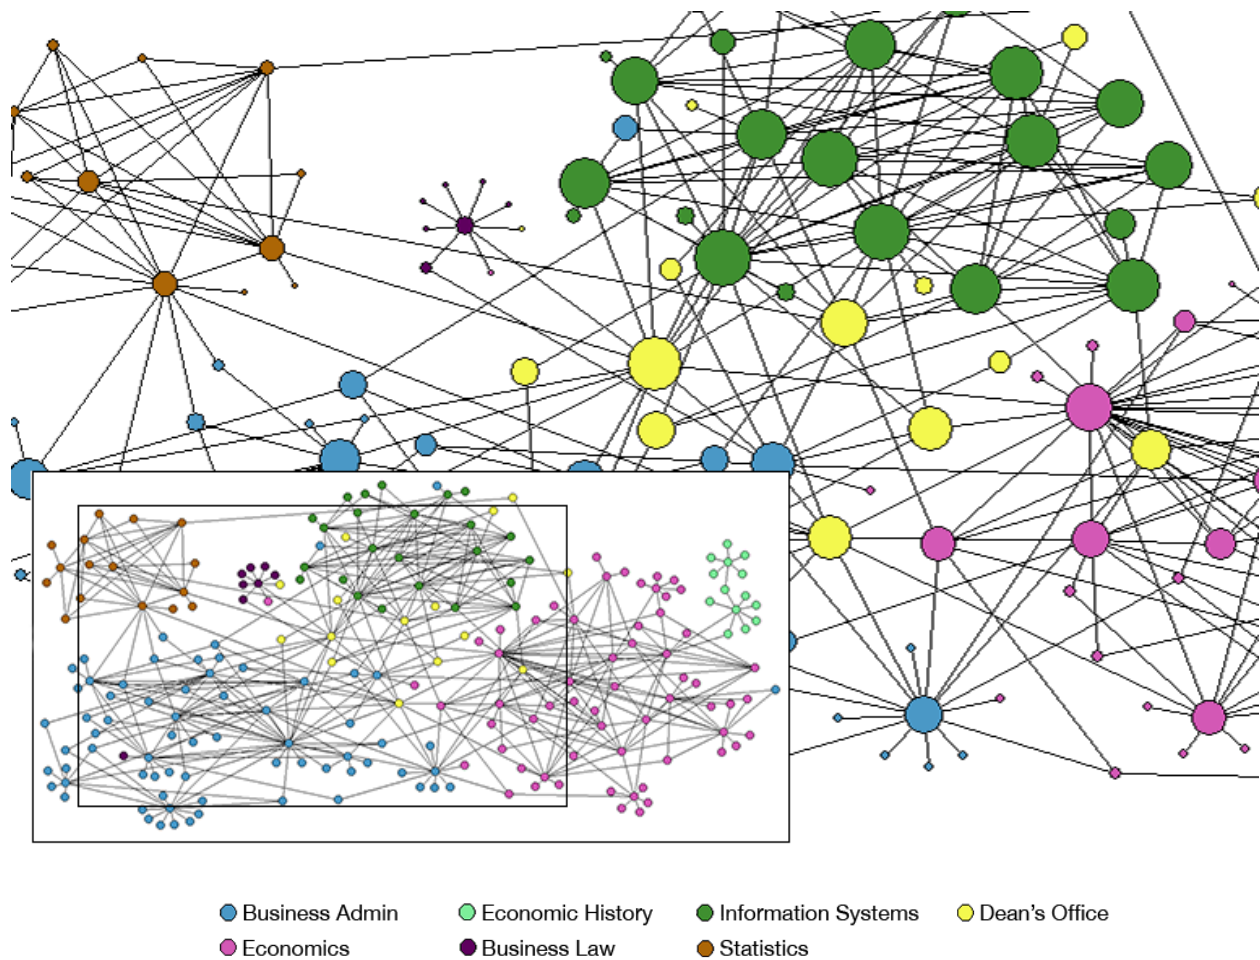 Business Admin
Economic History
Information Systems
Dean's Office
Economics
Business Law
Statistics